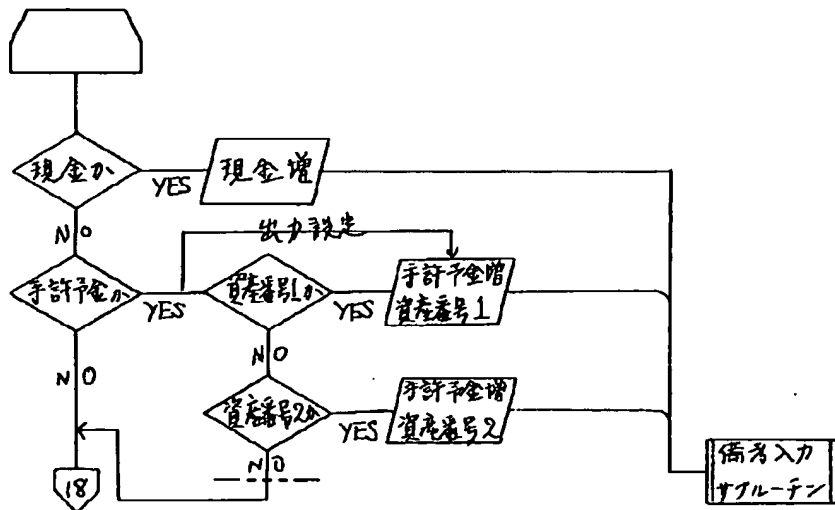 現金か
YES
現金増
NO
出力設定
手許予金か
YES
資産番号1か
YES
手許予金増
資産番号1
NO
NO
資産番号2か
YES
手許予金増
資産番号2
NO
18
備考入力
サブルーチン